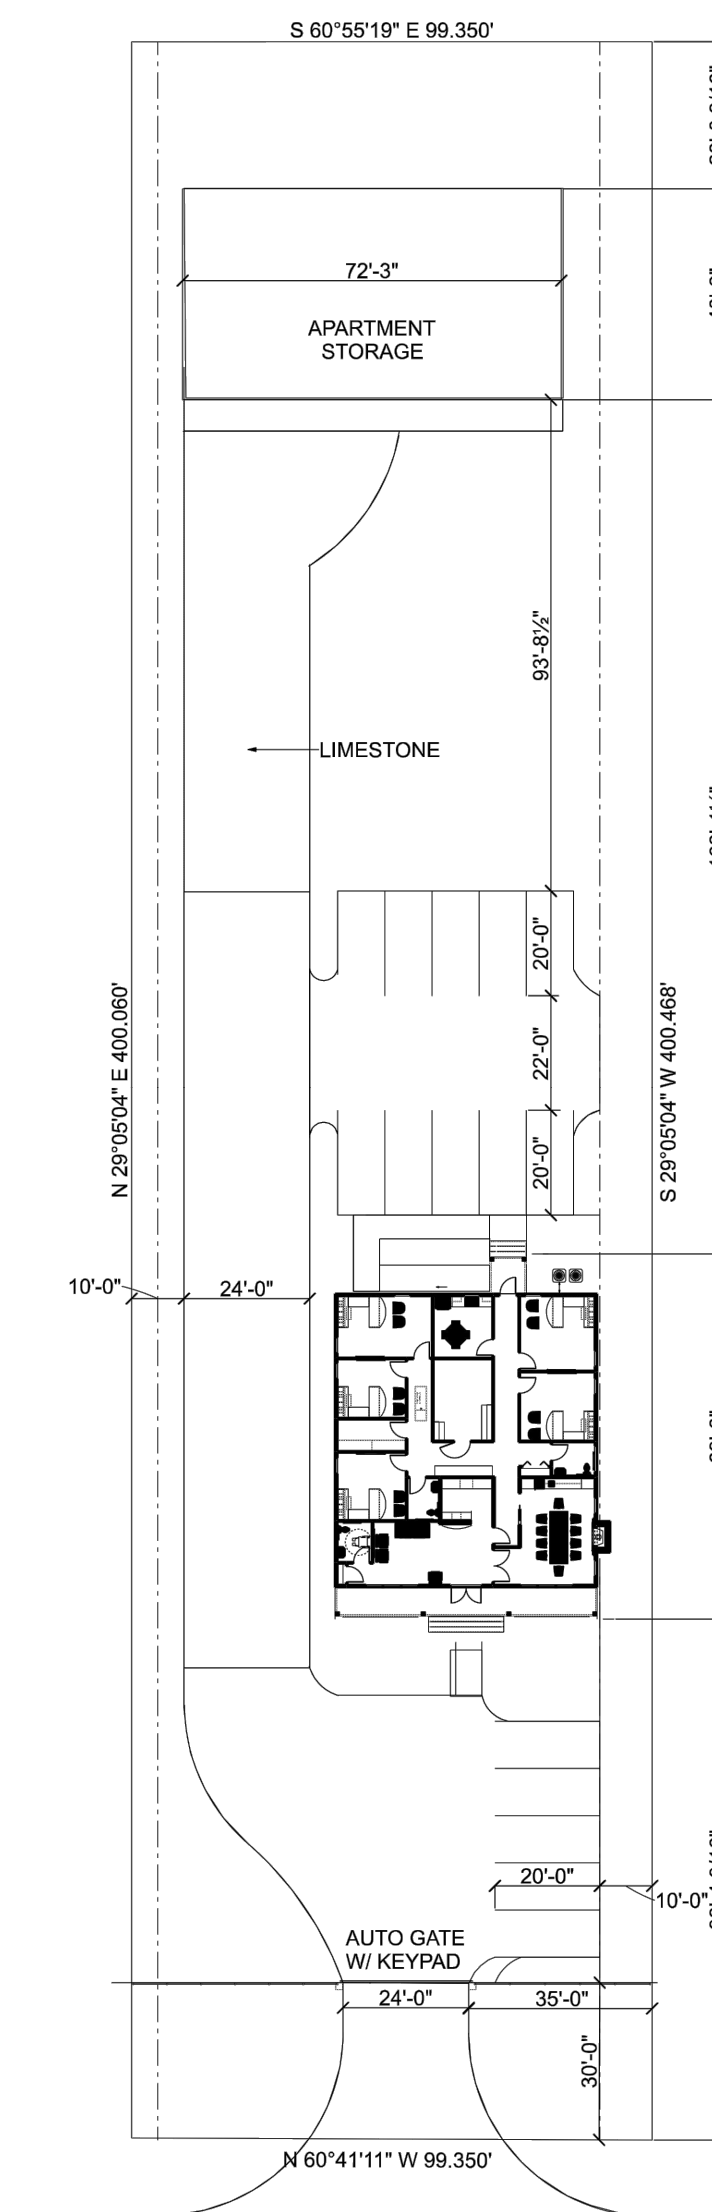 S 60°55'19" E 99.350'
72'-3"
APARTMENT
STORAGE
93'-8½"
LIMESTONE
20'-0"
22'-0"
20'-0"
N 29°05'04" E 400.060'
S 29°05'04" W 400.468'
10'-0"
24'-0"
20'-0"
10'-0"
AUTO GATE
W/ KEYPAD
24'-0"
35'-0"
30'-0"
N 60°41'11" W 99.350'